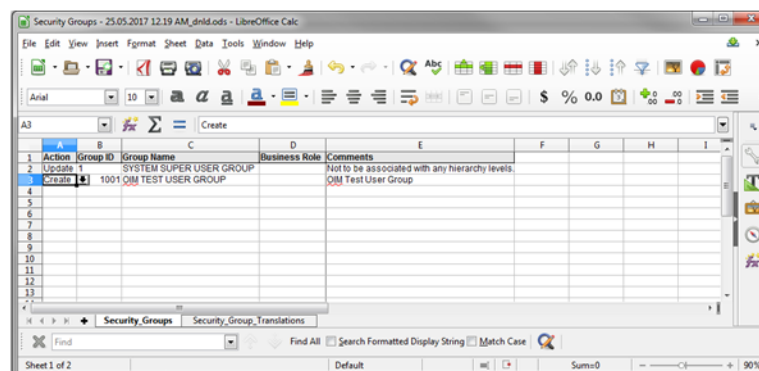 Security Groups - 25.05.2017 12.19 AM_dnld.ods - LibreOffice Calc
File Edit View Insert Format Sheet Data Tools Window Help
Arial 10 a a a a $ % 0.0
A3 Create
A B C D E F G H I
1 Action Group ID Group Name Business Role Comments
2 Update 1 SYSTEM SUPER USER GROUP Not to be associated with any hierarchy levels.
3 Create 1001 OIM TEST USER GROUP OIM Test User Group
4
5
6
7
8
9
10
11
12
13
Security_Groups Security_Group_Translations
Find Find All Search Formatted Display String Match Case
Sheet 1 of 2 Default Sum=0 90%